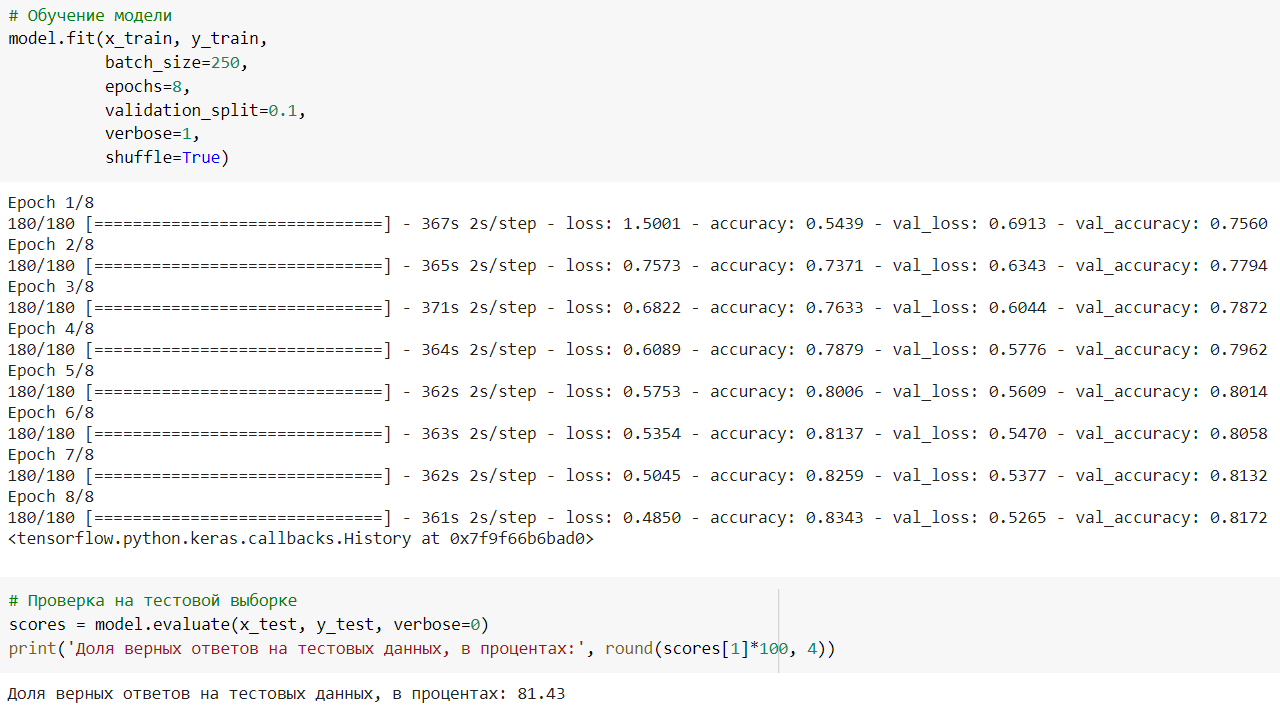 # Обучение модели
model.fit(x_train, y_train,
          batch_size=250,
          epochs=8,
          validation_split=0.1,
          verbose=1,
          shuffle=True)
Epoch 1/8
180/180 [==============================] - 367s 2s/step - loss: 1.5001 - accuracy: 0.5439 - val_loss: 0.6913 - val_accuracy: 0.7560
Epoch 2/8
180/180 [==============================] - 365s 2s/step - loss: 0.7573 - accuracy: 0.7371 - val_loss: 0.6343 - val_accuracy: 0.7794
Epoch 3/8
180/180 [==============================] - 371s 2s/step - loss: 0.6822 - accuracy: 0.7633 - val_loss: 0.6044 - val_accuracy: 0.7872
Epoch 4/8
180/180 [==============================] - 364s 2s/step - loss: 0.6089 - accuracy: 0.7879 - val_loss: 0.5776 - val_accuracy: 0.7962
Epoch 5/8
180/180 [==============================] - 362s 2s/step - loss: 0.5753 - accuracy: 0.8006 - val_loss: 0.5609 - val_accuracy: 0.8014
Epoch 6/8
180/180 [==============================] - 363s 2s/step - loss: 0.5354 - accuracy: 0.8137 - val_loss: 0.5470 - val_accuracy: 0.8058
Epoch 7/8
180/180 [==============================] - 362s 2s/step - loss: 0.5045 - accuracy: 0.8259 - val_loss: 0.5377 - val_accuracy: 0.8132
Epoch 8/8
180/180 [==============================] - 361s 2s/step - loss: 0.4850 - accuracy: 0.8343 - val_loss: 0.5265 - val_accuracy: 0.8172
<tensorflow.python.keras.callbacks.History at 0x7f9f66b6bad0>
# Проверка на тестовой выборке
scores = model.evaluate(x_test, y_test, verbose=0)
print('Доля верных ответов на тестовых данных, в процентах:', round(scores[1]*100, 4))
Доля верных ответов на тестовых данных, в процентах: 81.43